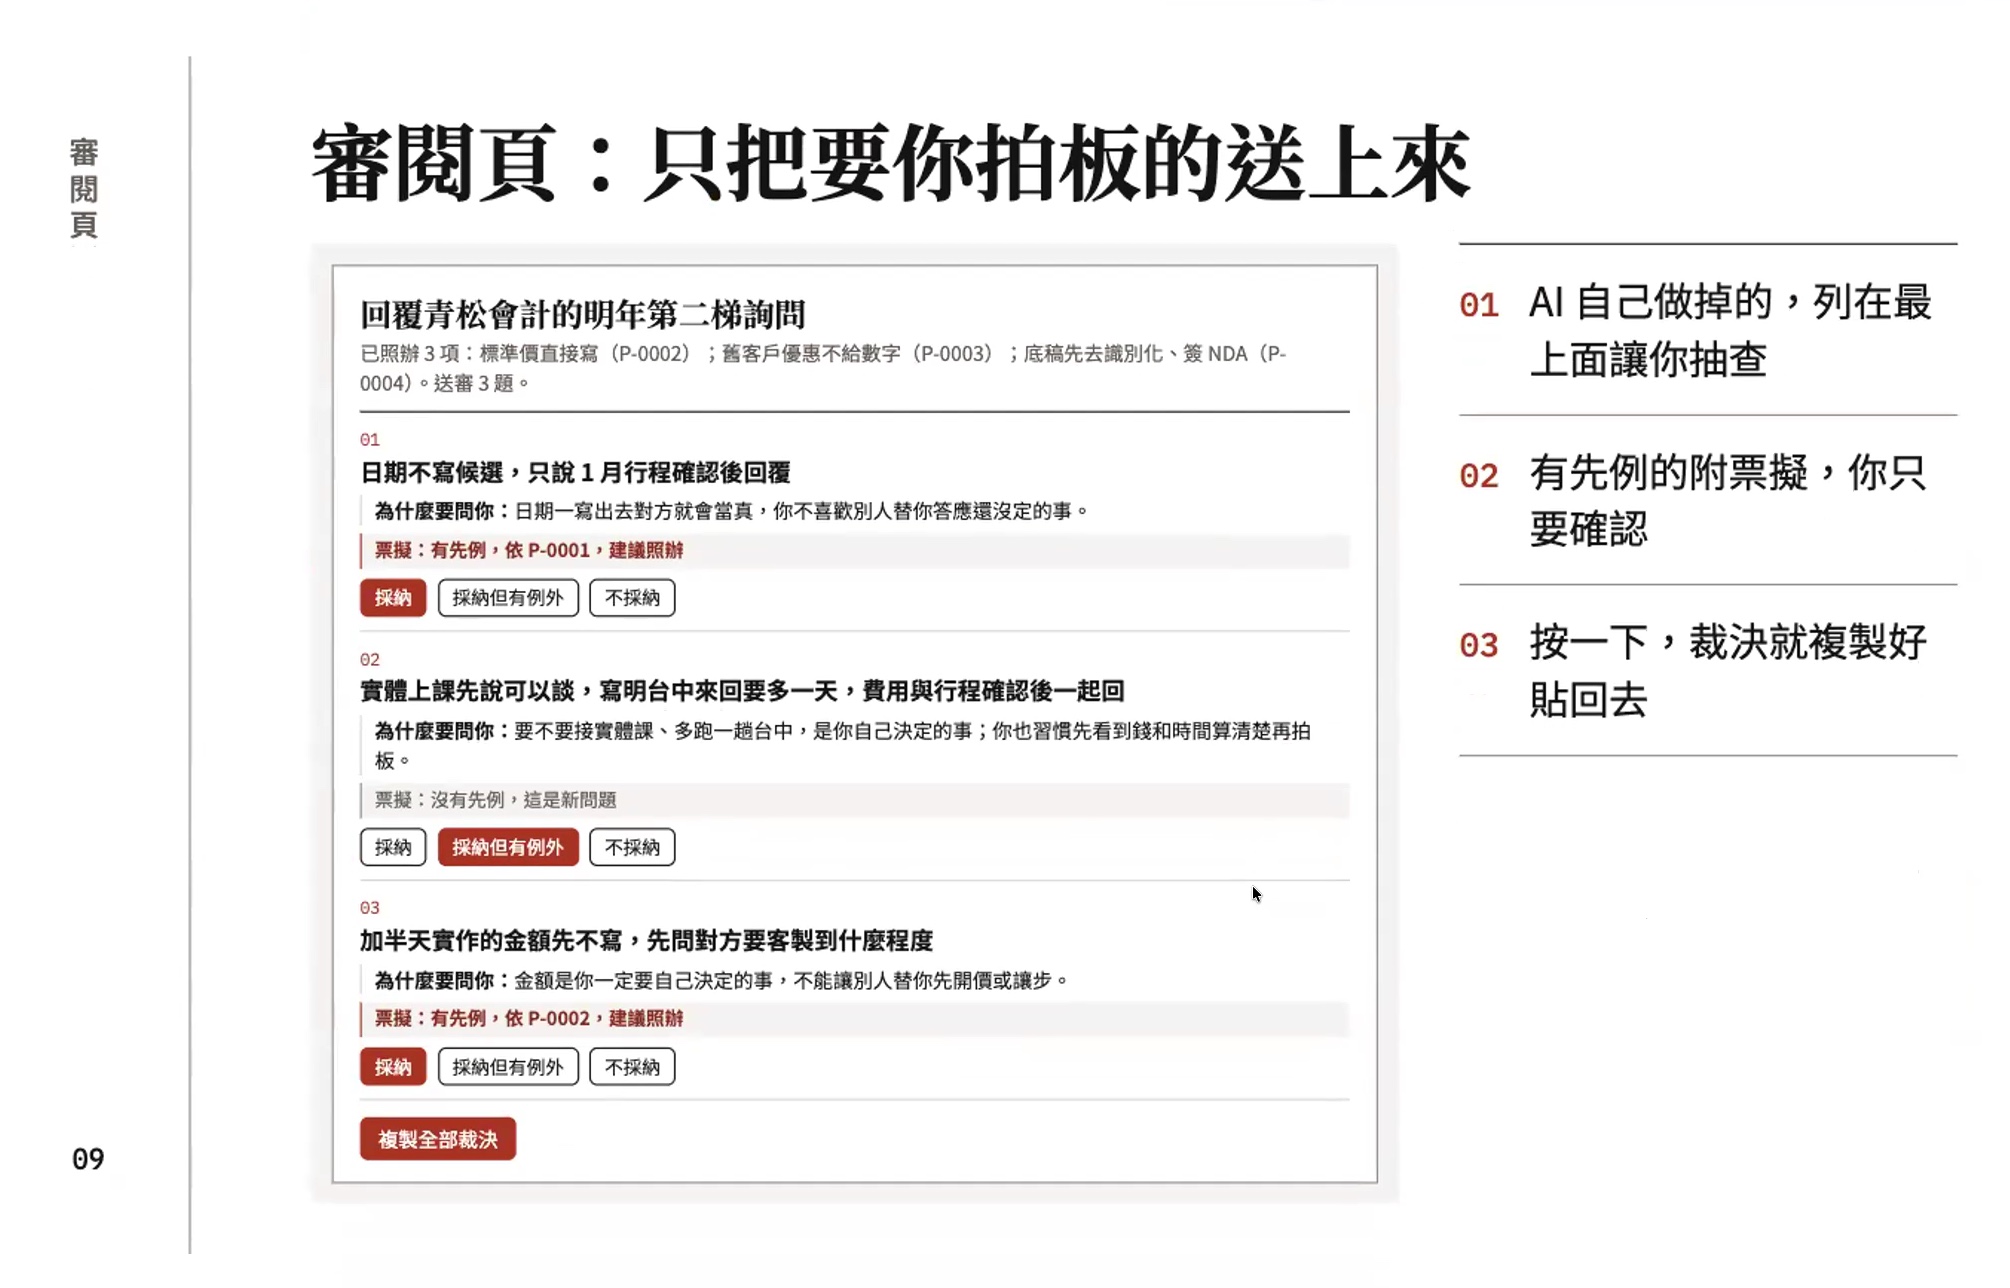 審閱頁
審閱頁：只把要你拍板的送上來
回覆青松會計的明年第二梯詢問
已照辦 3 項：標準價直接寫（P-0002）；舊客戶優惠不給數字（P-0003）；底稿先去識別化、簽 NDA（P-
0004）。送審 3 題。
01
日期不寫候選，只說 1 月行程確認後回覆
為什麼要問你：日期一寫出去對方就會當真，你不喜歡別人替你答應還沒定的事。
票擬：有先例，依 P-0001，建議照辦
採納 採納但有例外 不採納
02
實體上課先說可以談，寫明台中來回要多一天，費用與行程確認後一起回
為什麼要問你：要不要接實體課、多跑一趟台中，是你自己決定的事；你也習慣先看到錢和時間算清楚再拍
板。
票擬：沒有先例，這是新問題
採納 採納但有例外 不採納
03
加半天實作的金額先不寫，先問對方要客製到什麼程度
為什麼要問你：金額是你一定要自己決定的事，不能讓別人替你先開價或讓步。
票擬：有先例，依 P-0002，建議照辦
採納 採納但有例外 不採納
複製全部裁決
01 AI 自己做掉的，列在最
上面讓你抽查
02 有先例的附票擬，你只
要確認
03 按一下，裁決就複製好
貼回去
09